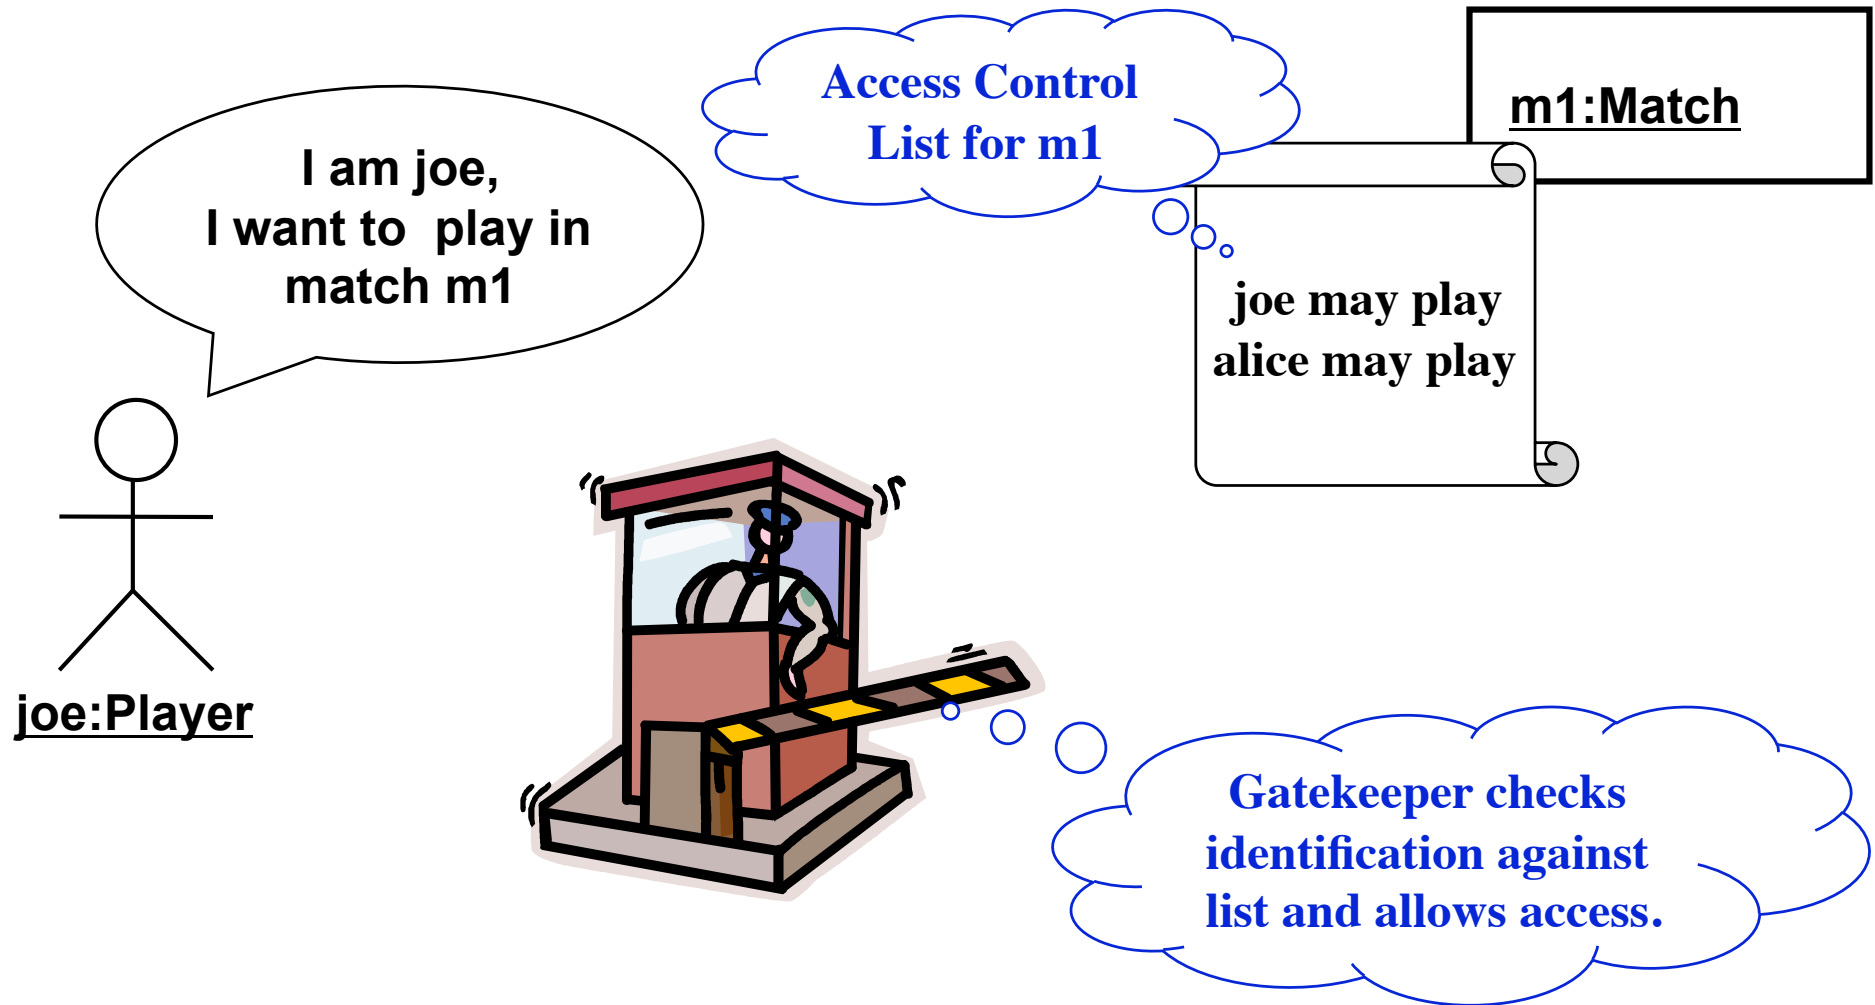 Access Control
List for m1
m1:Match
I am joe,
I want to play in
match m1
joe may play
alice may play
joe:Player
Gatekeeper checks
identification against
list and allows access.